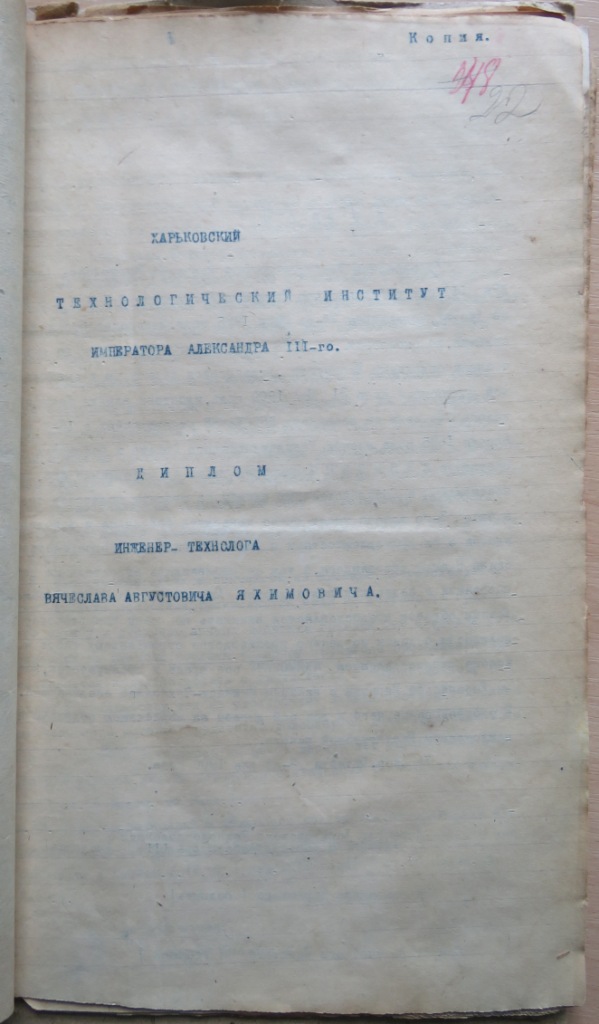 Копия.
22
ХАРЬКОВСКИЙ
ТЕХНОЛОГИЧЕСКИЙ ИНСТИТУТ
ИМПЕРАТОРА АЛЕКСАНДРА III-го.
ДИПЛОМ
ИНЖЕНЕР- ТЕХНОЛОГА
ВЯЧЕСЛАВА АВГУСТОВИЧА ЯХИМОВИЧА.